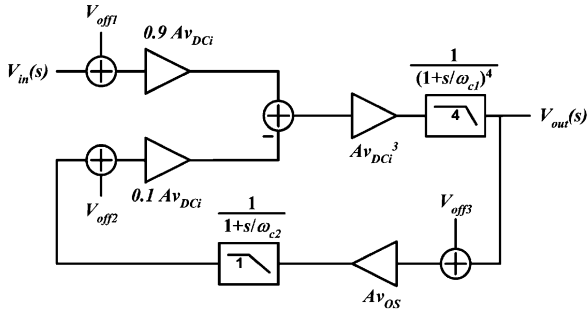 V_off1
0.9 Av_DCi
V_in(s)
1
(1+s/ω_c1)^4
4
V_out(s)
Av_DCi^3
0.1 Av_DCi
V_off2
1
1+s/ω_c2
1
V_off3
Av_OS